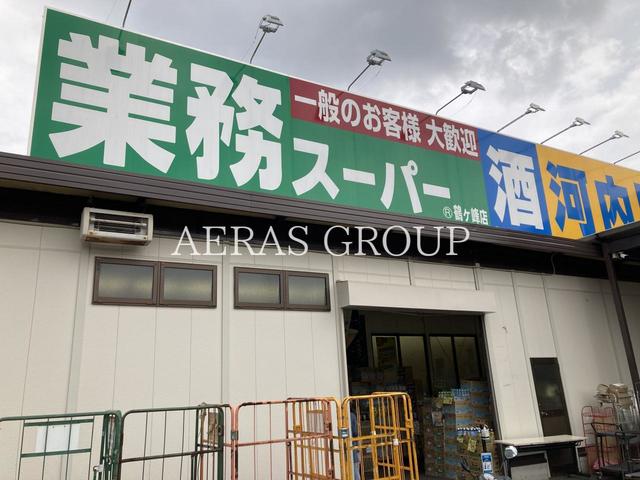 業務スーパー
一般のお客様 大歓迎
®鶴ヶ峰店
酒
河内
AERAS GROUP